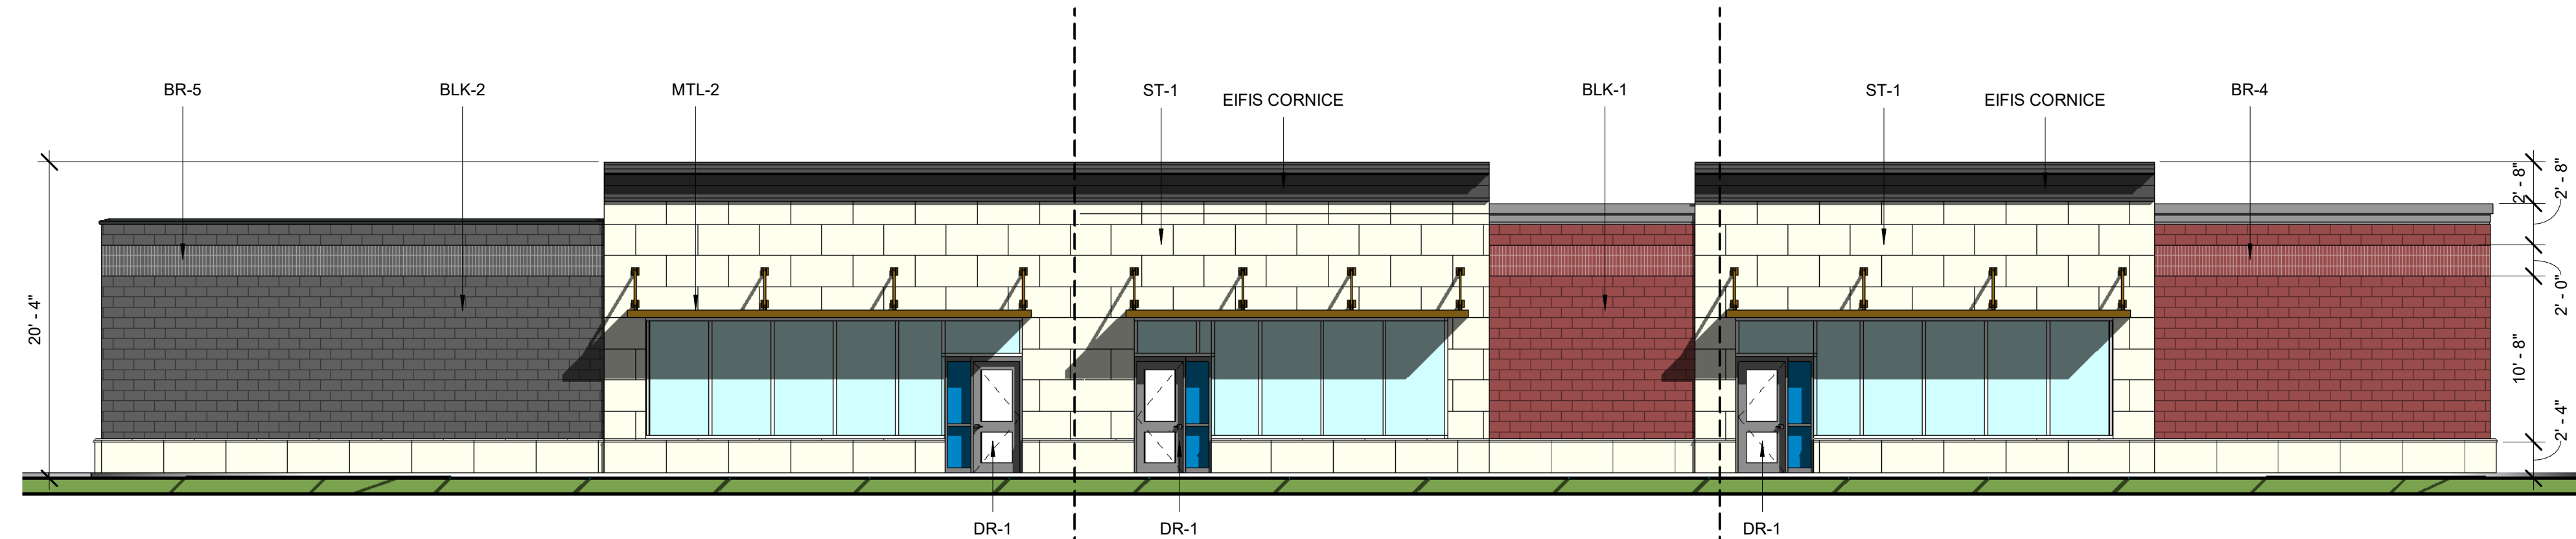 BR-5
BLK-2
MTL-2
ST-1
EIFIS CORNICE
BLK-1
ST-1
EIFIS CORNICE
BR-4
20' - 4"
2' - 8"
2' - 8"
2' - 0"
10' - 8"
2' - 4"
DR-1
DR-1
DR-1